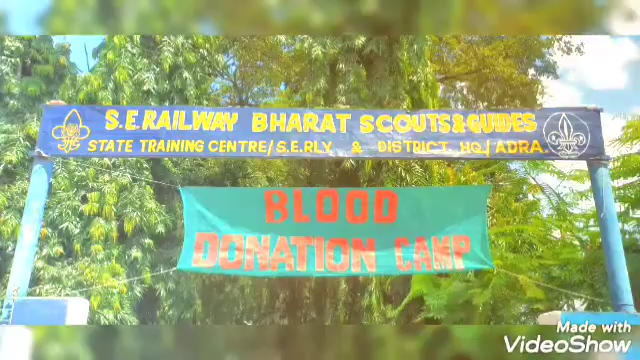 S.E.RAILWAY BHARAT SCOUTS&GUIDES
STATE TRAINING CENTRE/S.E.RLY. & DISTRICT. HQ/ADRA
BLOOD
DONATION CAMP
Made with
VideoShow